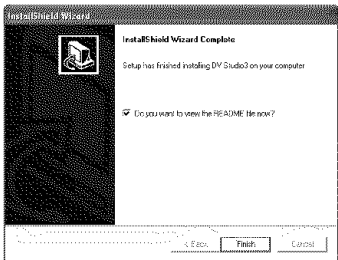 InstallShield Wizard
InstallShield Wizard Complete
Setup has finished installing DV Studio3 on your computer
Do you want to view the README file now?
< Back
Finish
Cancel